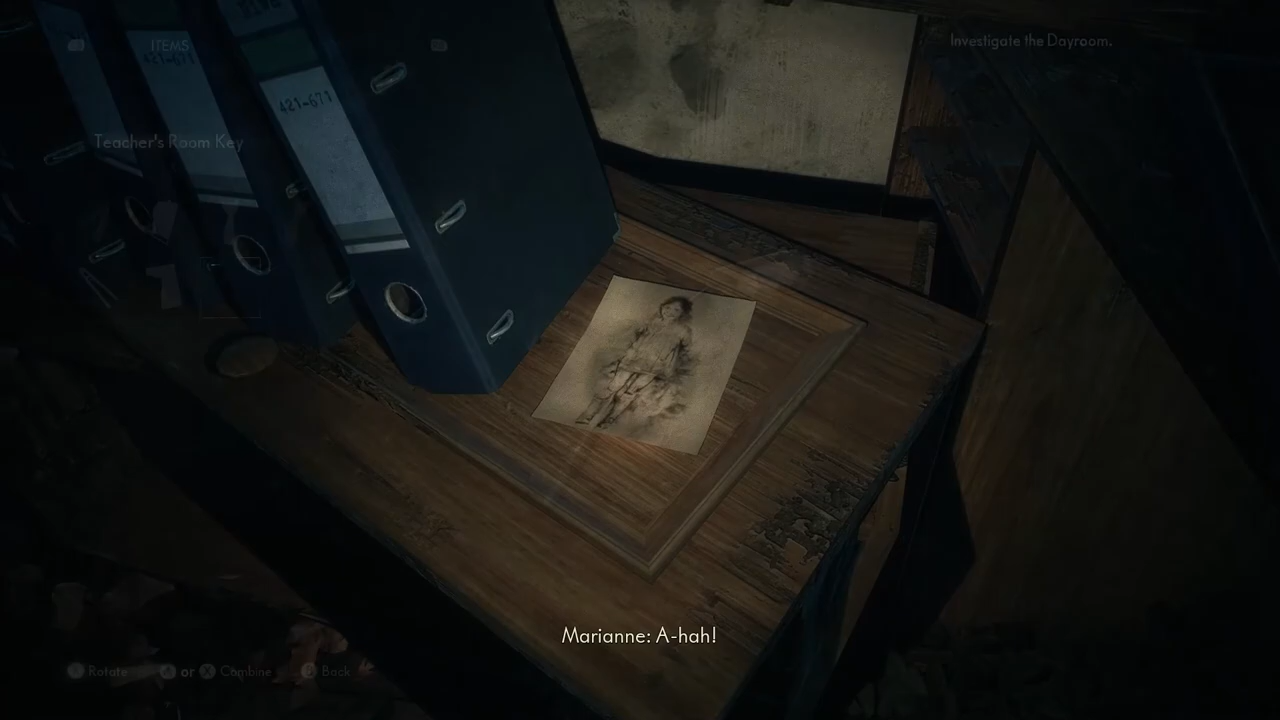 ITEMS
421-671
Investigate the Dayroom.
421-671
Teacher's Room Key
Marianne: A-hah!
Rotate
or
Combine
Back